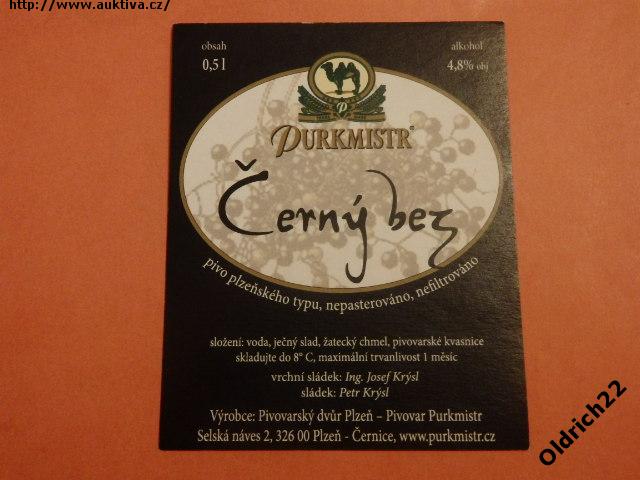 http://www.auktiva.cz/
obsah
0,5 l
alkohol
4,8% obj
P
PURKMISTR®
Černý bez
pivo plzeňského typu, nepasterováno, nefiltrováno
složení: voda, ječný slad, žatecký chmel, pivovarské kvasnice
skladujte do 8° C, maximální trvanlivost 1 měsíc
vrchní sládek: Ing. Josef Krýsl
sládek: Petr Krýsl
Výrobce: Pivovarský dvůr Plzeň – Pivovar Purkmistr
Selská náves 2, 326 00 Plzeň - Černice, www.purkmistr.cz
Oldrich22